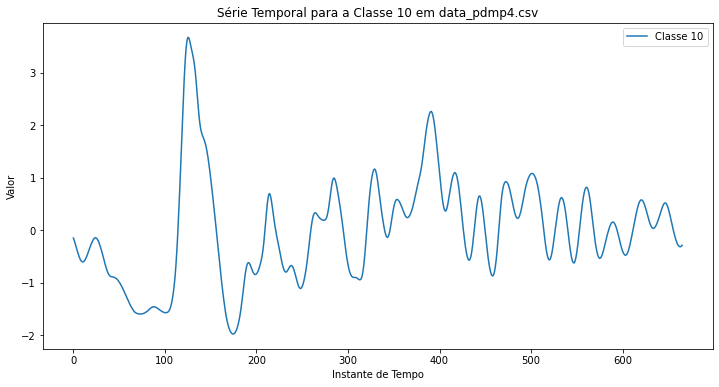 Série Temporal para a Classe 10 em data_pdmp4.csv
Classe 10
Valor
3
2
1
0
−1
−2
0 100 200 300 400 500 600
Instante de Tempo